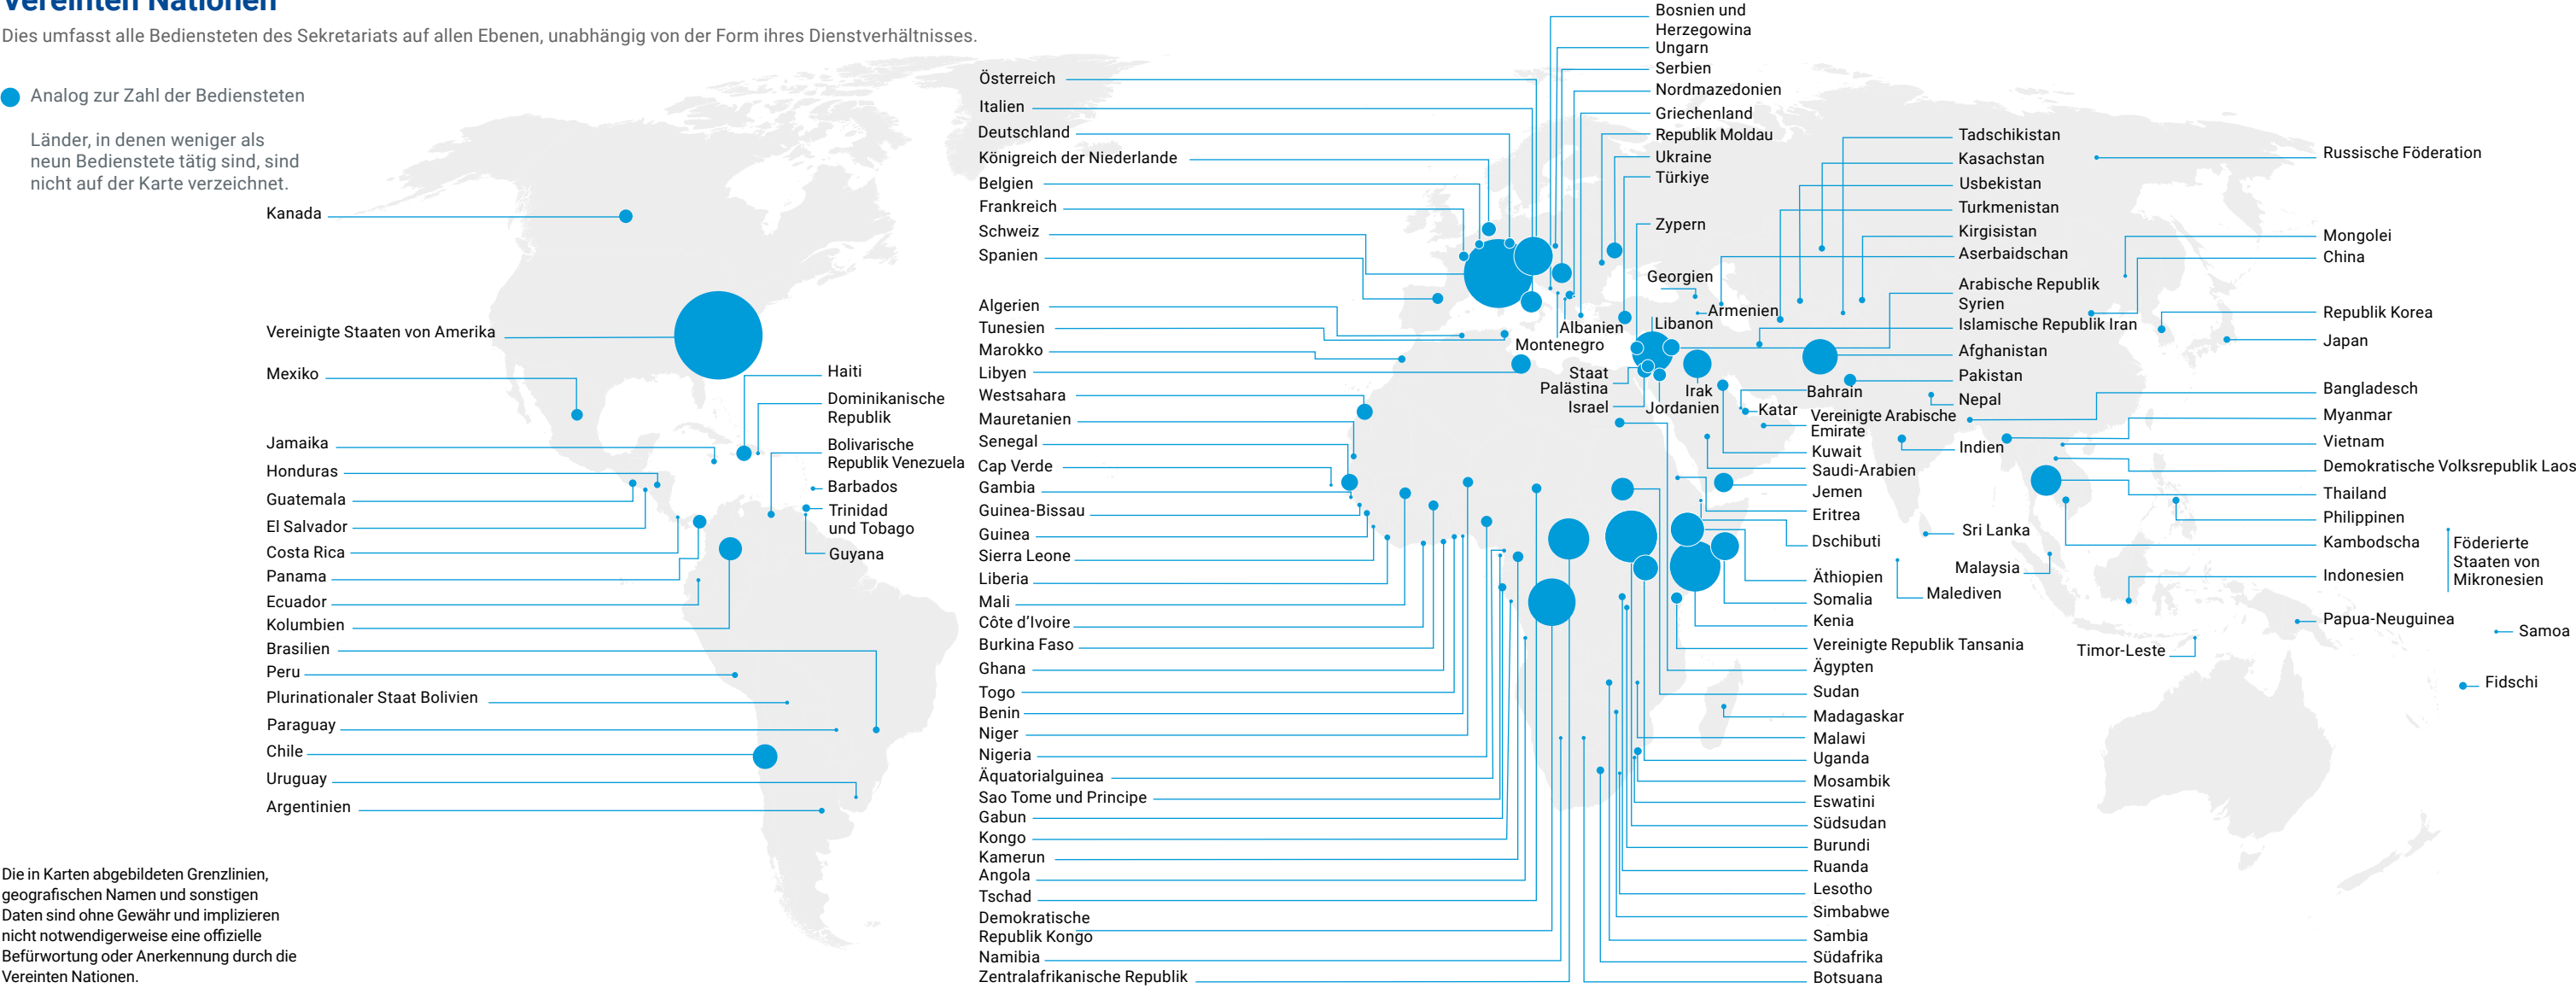 Vereinten Nationen
Dies umfasst alle Bediensteten des Sekretariats auf allen Ebenen, unabhängig von der Form ihres Dienstverhältnisses.
Analog zur Zahl der Bediensteten
Länder, in denen weniger als
neun Bedienstete tätig sind, sind
nicht auf der Karte verzeichnet.
Kanada
Vereinigte Staaten von Amerika
Mexiko
Jamaika
Honduras
Guatemala
El Salvador
Costa Rica
Panama
Ecuador
Kolumbien
Brasilien
Peru
Plurinationaler Staat Bolivien
Paraguay
Chile
Uruguay
Argentinien
Haiti
Dominikanische
Republik
Bolivarische
Republik Venezuela
Barbados
Trinidad
und Tobago
Guyana
Österreich
Italien
Deutschland
Königreich der Niederlande
Belgien
Frankreich
Schweiz
Spanien
Algerien
Tunesien
Marokko
Libyen
Westsahara
Mauretanien
Senegal
Cap Verde
Gambia
Guinea-Bissau
Guinea
Sierra Leone
Liberia
Mali
Côte d’Ivoire
Burkina Faso
Ghana
Togo
Benin
Niger
Nigeria
Äquatorialguinea
Sao Tome und Principe
Gabun
Kongo
Kamerun
Angola
Tschad
Demokratische
Republik Kongo
Namibia
Zentralafrikanische Republik
Bosnien und
Herzegowina
Ungarn
Serbien
Nordmazedonien
Griechenland
Republik Moldau
Ukraine
Türkiye
Zypern
Georgien
Armenien
Albanien
Libanon
Montenegro
Staat
Palästina
Israel
Irak
Jordanien
Katar
Bahrain
Vereinigte Arabische
Emirate
Kuwait
Saudi-Arabien
Jemen
Eritrea
Dschibuti
Äthiopien
Somalia
Kenia
Vereinigte Republik Tansania
Ägypten
Sudan
Madagaskar
Malawi
Uganda
Mosambik
Eswatini
Südsudan
Burundi
Ruanda
Lesotho
Simbabwe
Sambia
Südafrika
Botsuana
Tadschikistan
Kasachstan
Usbekistan
Turkmenistan
Kirgisistan
Aserbaidschan
Arabische Republik
Syrien
Islamische Republik Iran
Afghanistan
Pakistan
Nepal
Indien
Sri Lanka
Malaysia
Malediven
Timor-Leste
Russische Föderation
Mongolei
China
Republik Korea
Japan
Bangladesch
Myanmar
Vietnam
Demokratische Volksrepublik Laos
Thailand
Philippinen
Kambodscha
Indonesien
Föderierte
Staaten von
Mikronesien
Papua-Neuguinea
Samoa
Fidschi
Die in Karten abgebildeten Grenzlinien,
geografischen Namen und sonstigen
Daten sind ohne Gewähr und implizieren
nicht notwendigerweise eine offizielle
Befürwortung oder Anerkennung durch die
Vereinten Nationen.